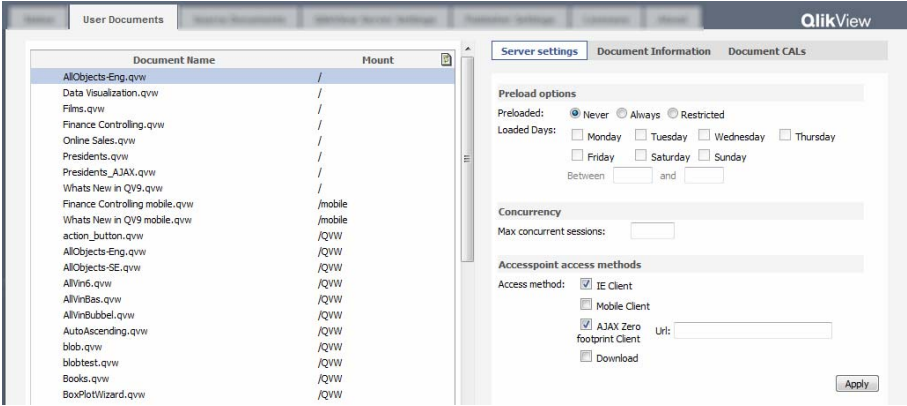 User Documents
QlikView
Document Name Mount
AllObjects-Eng.qvw /
Data Visualization.qvw /
Films.qvw /
Finance Controlling.qvw /
Online Sales.qvw /
Presidents.qvw /
Presidents_AJAX.qvw /
Whats New in QV9.qvw /
Finance Controlling mobile.qvw /mobile
Whats New in QV9 mobile.qvw /mobile
action_button.qvw /QVW
AllObjects-Eng.qvw /QVW
AllObjects-SE.qvw /QVW
AllVin6.qvw /QVW
AllVinBas.qvw /QVW
AllVinBubbel.qvw /QVW
AutoAscending.qvw /QVW
blob.qvw /QVW
blobtest.qvw /QVW
Books.qvw /QVW
BoxPlotWizard.qvw /QVW
Server settings Document Information Document CALs
Preload options
Preloaded: Never Always Restricted
Loaded Days: Monday Tuesday Wednesday Thursday
Friday Saturday Sunday
Between and
Concurrency
Max concurrent sessions:
Accesspoint access methods
Access method: IE Client
Mobile Client
AJAX Zero
footprint Client Url:
Download
Apply